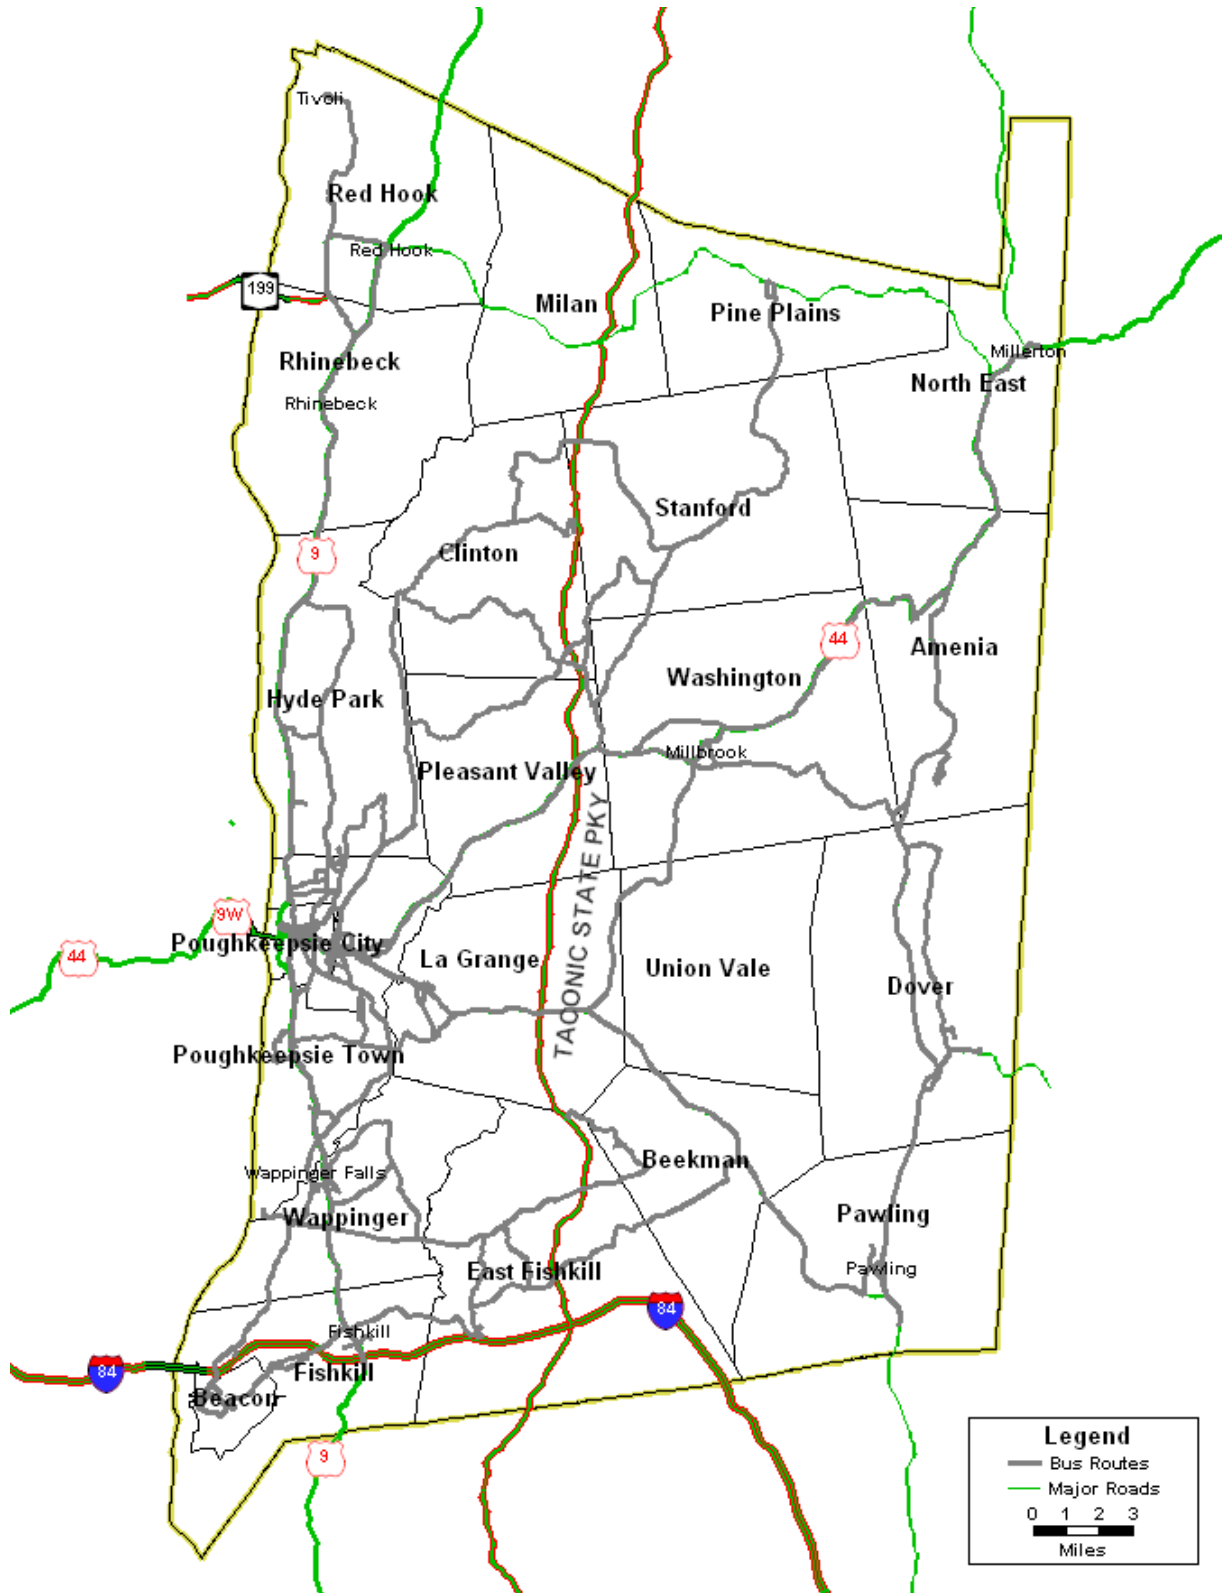 Tivoli
Red Hook
Red Hook
199
Milan
Pine Plains
Millerton
Rhinebeck
North East
Rhinebeck
Stanford
9
Clinton
44
Amenia
Washington
Hyde Park
Millbrook
Pleasant Valley
TACONIC STATE PKY
9W
Poughkeepsie City
44
La Grange
Union Vale
Dover
Poughkeepsie Town
Beekman
Wappinger Falls
Wappinger
Pawling
Pawling
East Fishkill
84
Fishkill
84
Fishkill
Beacon
9
Legend
Bus Routes
Major Roads
0 1 2 3
Miles